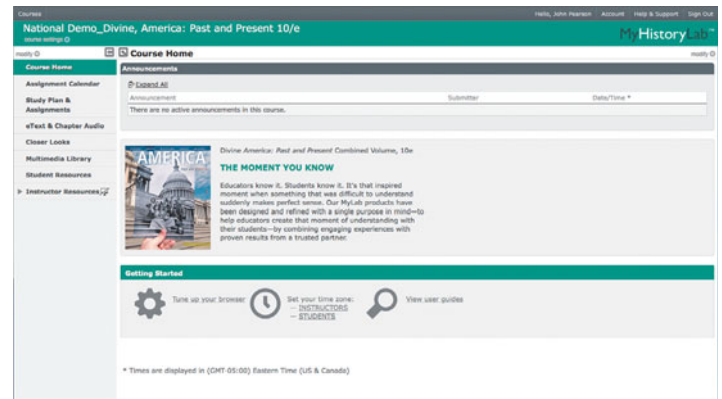 Courses
Hello, John Pearson Account Help & Support Sign Out
National Demo_Divine, America: Past and Present 10/e
course settings
MyHistoryLab™
modify
Course Home
modify
Course Home
Assignment Calendar
Study Plan &
Assignments
eText & Chapter Audio
Closer Looks
Multimedia Library
Student Resources
Instructor Resources
Announcements
Expand All
Announcement Submitter Date/Time *
There are no active announcements in this course.
AMERICA
Divine America: Past and Present Combined Volume, 10e
THE MOMENT YOU KNOW
Educators know it. Students know it. It's that inspired
moment when something that was difficult to understand
suddenly makes perfect sense. Our MyLab products have
been designed and refined with a single purpose in mind—to
help educators create that moment of understanding with
their students—by combining engaging experiences with
proven results from a trusted partner.
Getting Started
Tune up your browser
Set your time zone:
— INSTRUCTORS
— STUDENTS
View user guides
* Times are displayed in (GMT-05:00) Eastern Time (US & Canada)